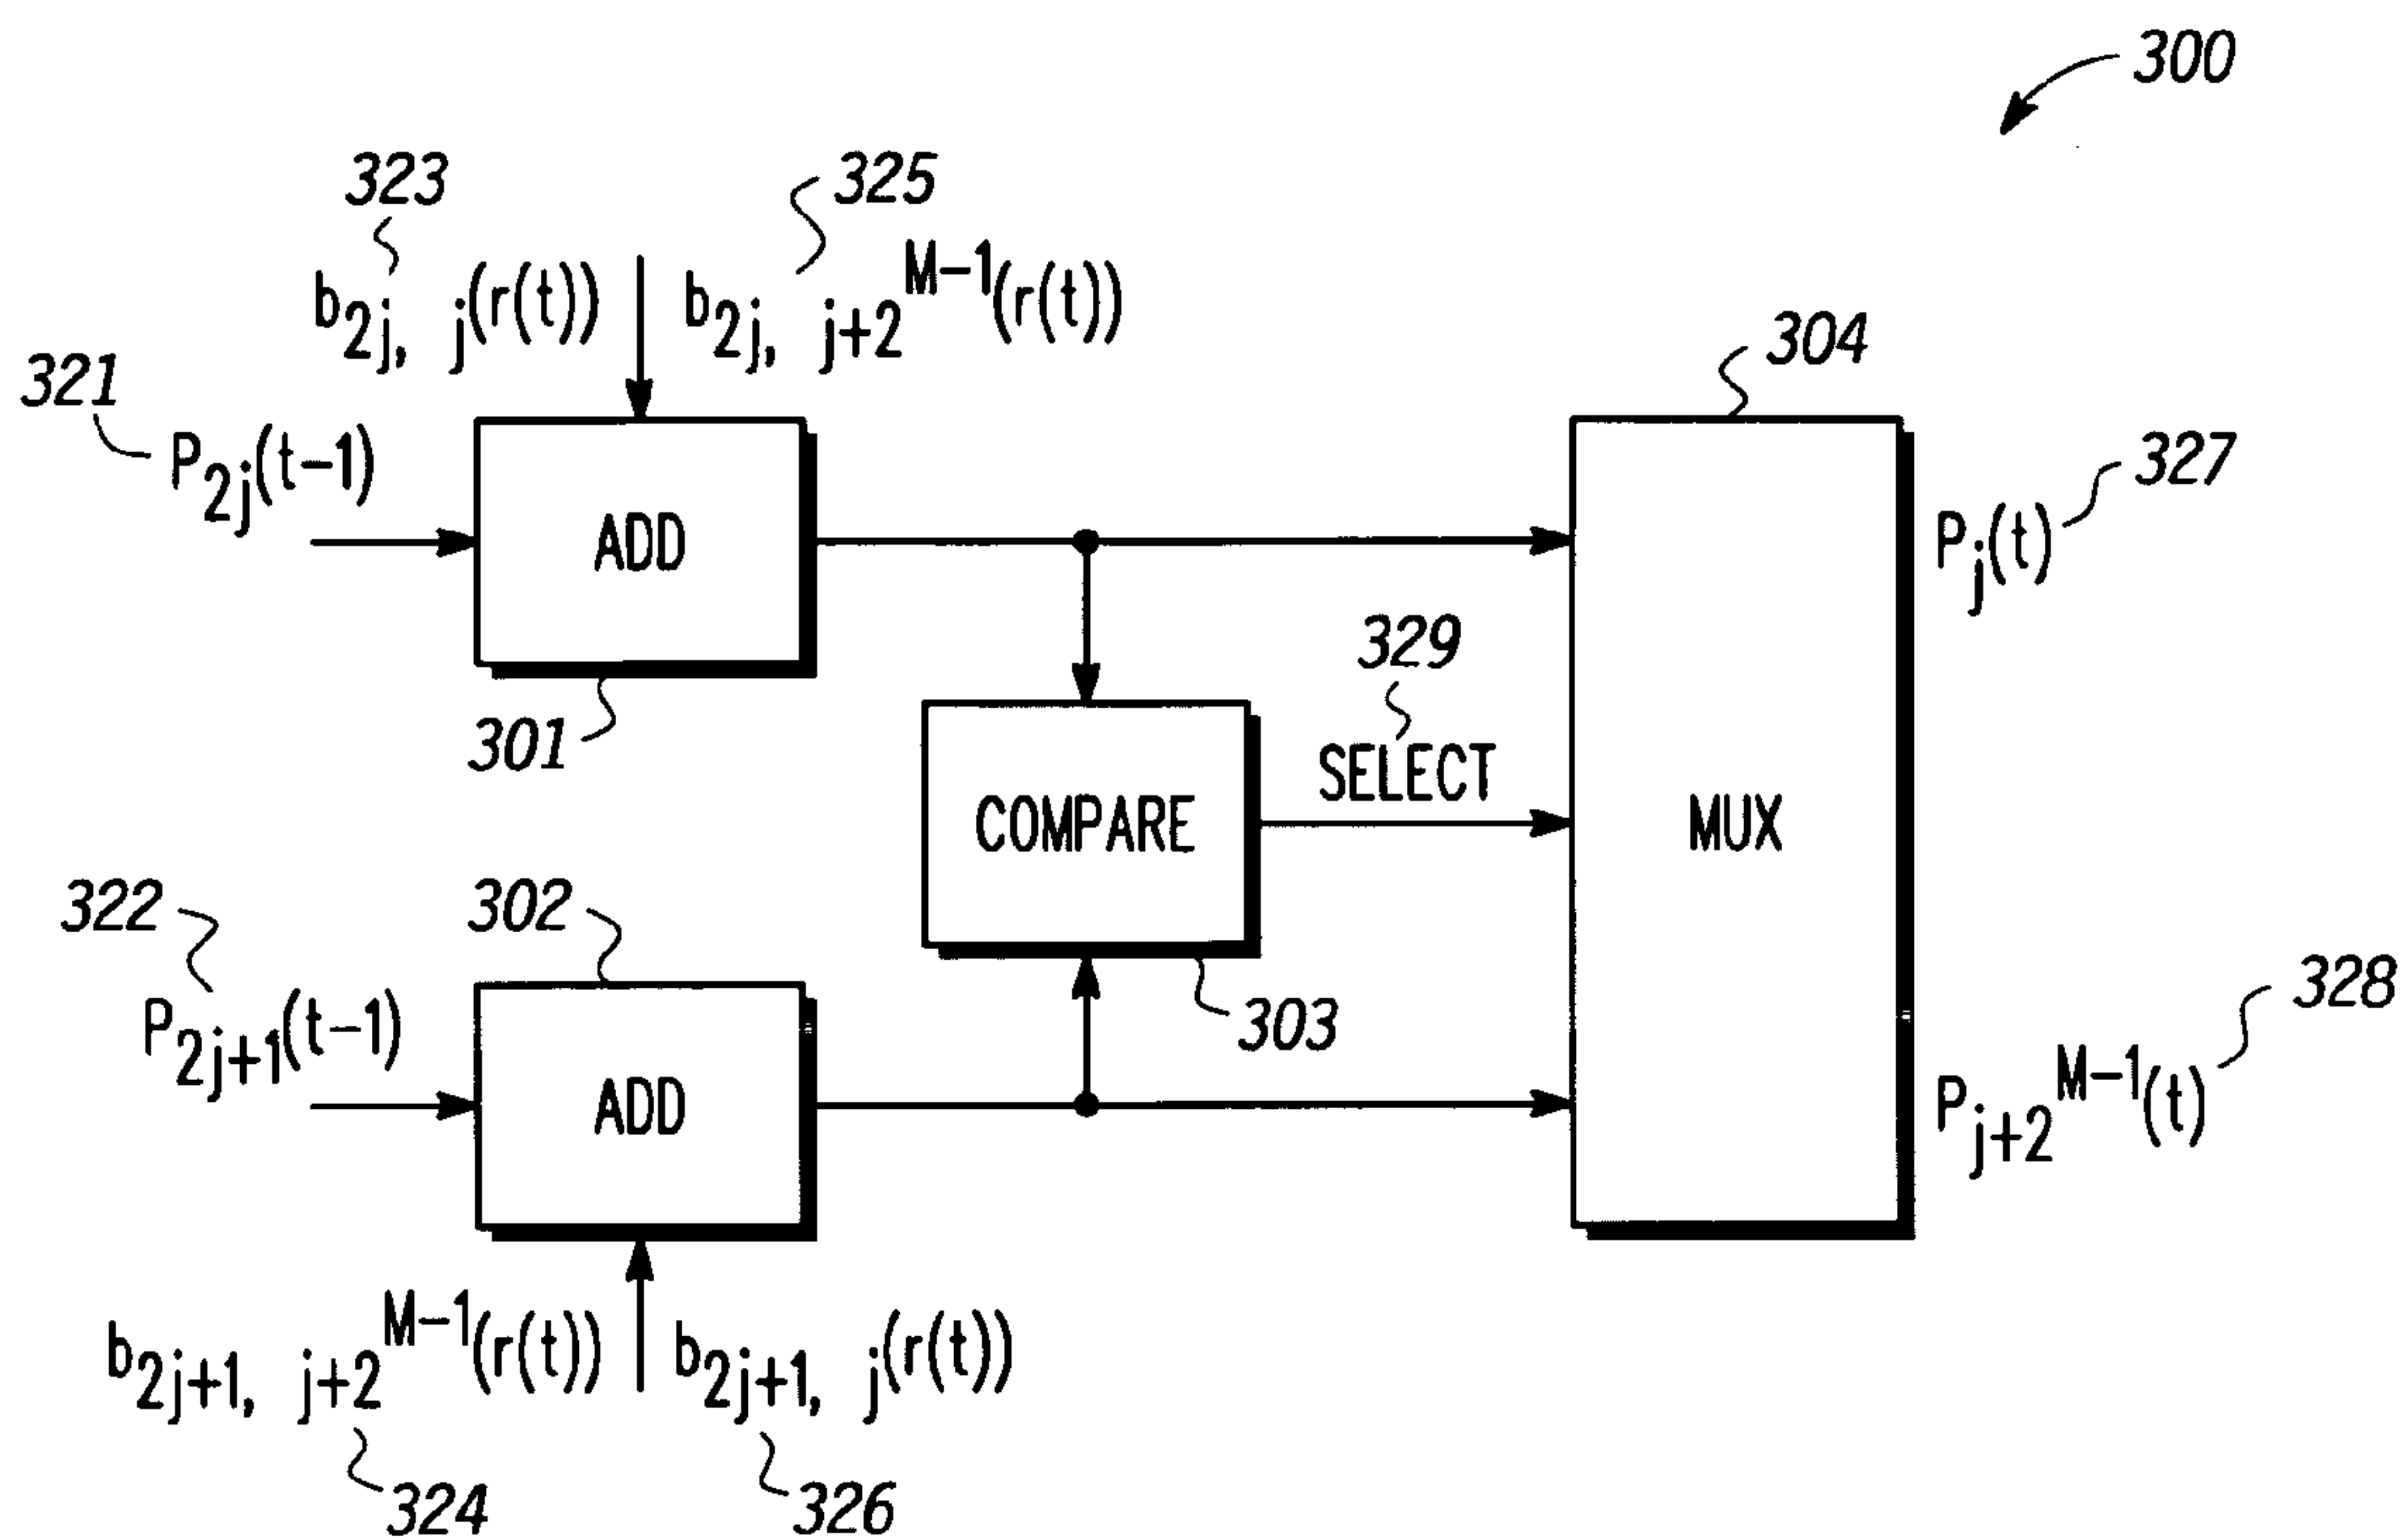 300
323
325
b₂ⱼ, ⱼ(r(t))
b₂ⱼ, ⱼ₊₂M−1(r(t))
304
321
P₂ⱼ(t−1)
327
ADD
Pⱼ(t)
329
301
SELECT
COMPARE
MUX
322
302
328
303
P₂ⱼ₊₁(t−1)
ADD
Pⱼ₊₂M−1(t)
b₂ⱼ₊₁, ⱼ₊₂M−1(r(t))
b₂ⱼ₊₁, ⱼ(r(t))
324
326